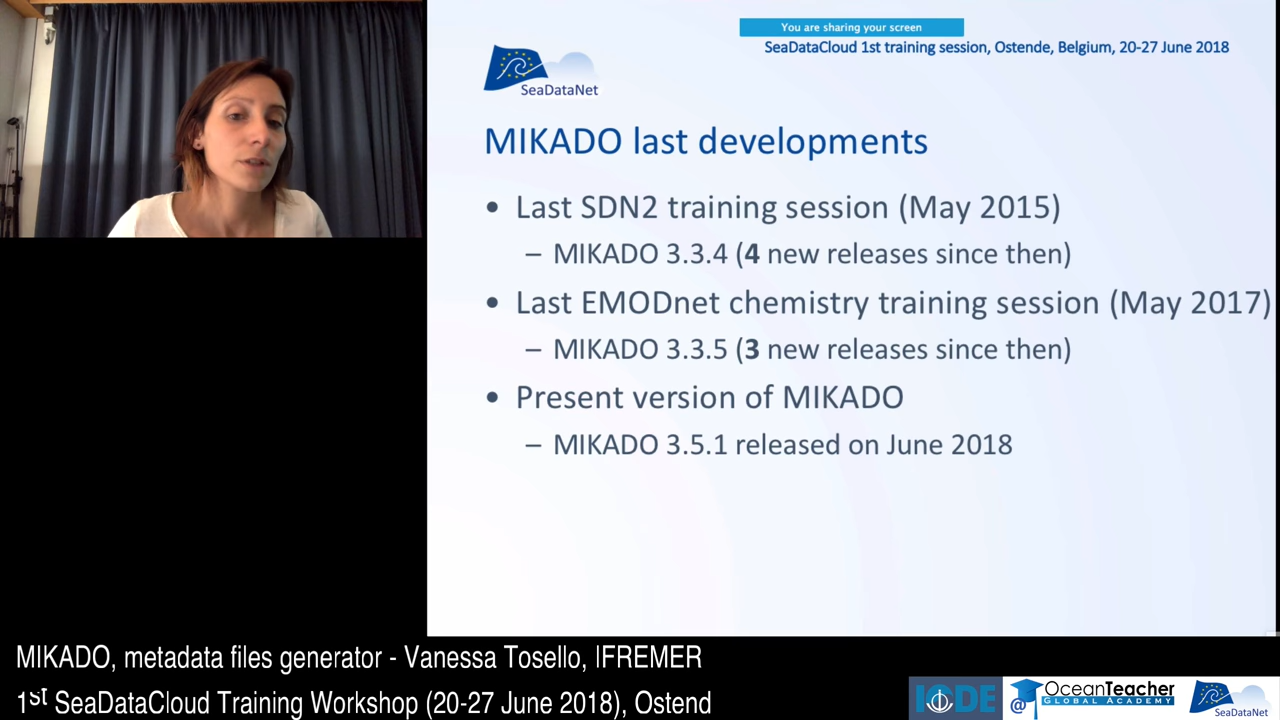 You are sharing your screen
SeaDataCloud 1st training session, Ostende, Belgium, 20-27 June 2018
SeaDataNet
MIKADO last developments
• Last SDN2 training session (May 2015)
– MIKADO 3.3.4 (4 new releases since then)
• Last EMODnet chemistry training session (May 2017)
– MIKADO 3.3.5 (3 new releases since then)
• Present version of MIKADO
– MIKADO 3.5.1 released on June 2018
MIKADO, metadata files generator - Vanessa Tosello, IFREMER
1st SeaDataCloud Training Workshop (20-27 June 2018), Ostend
IODE
@ OceanTeacher
GLOBAL ACADEMY
SeaDataNet